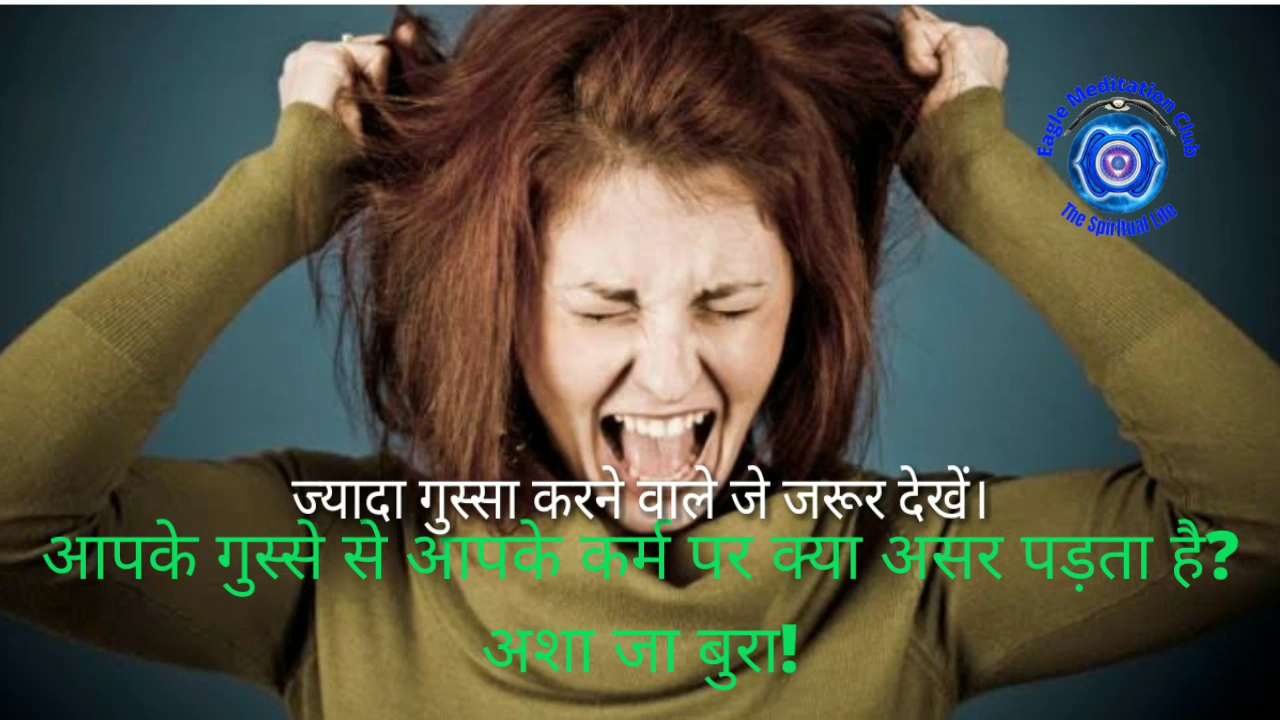 Eagle Meditation Club
The Spiritual Life
ज्यादा गुस्सा करने वाले जे जरूर देखें।
आपके गुस्से से आपके कर्म पर क्या असर पड़ता है?
अशा जा बुरा!